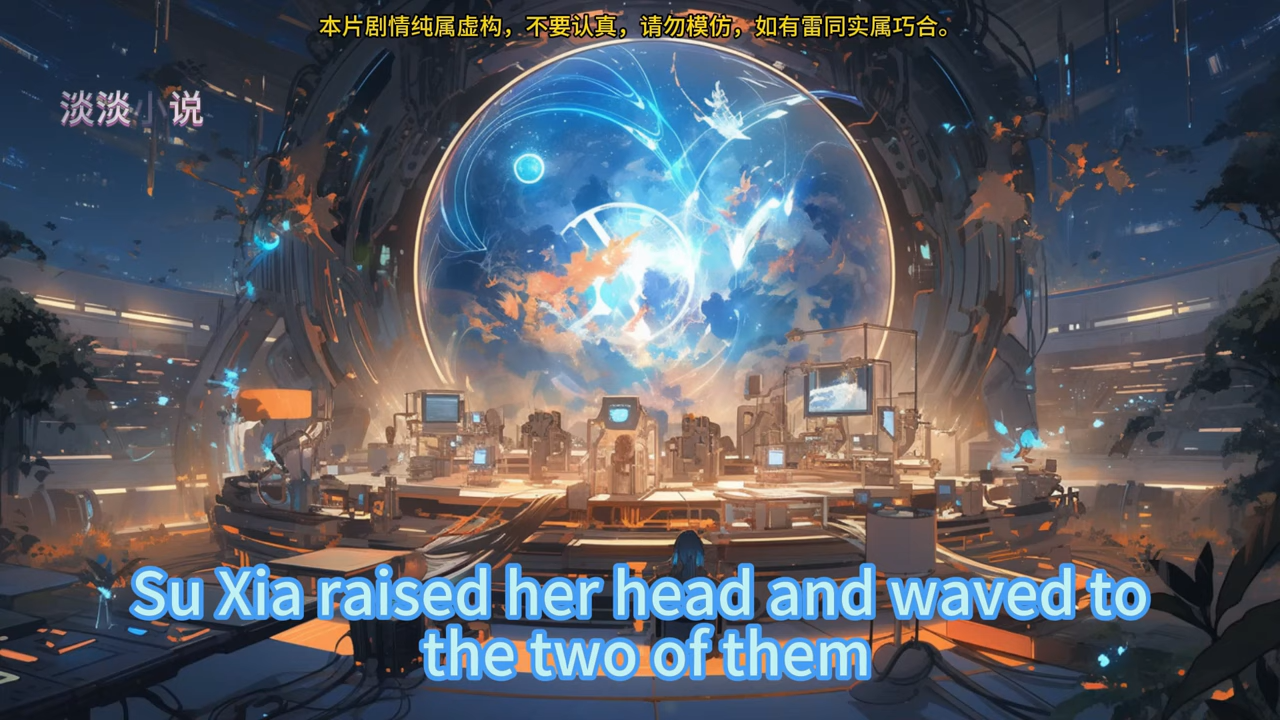 本片剧情纯属虚构，不要认真，请勿模仿，如有雷同实属巧合。
淡淡小说
Su Xia raised her head and waved to
the two of them